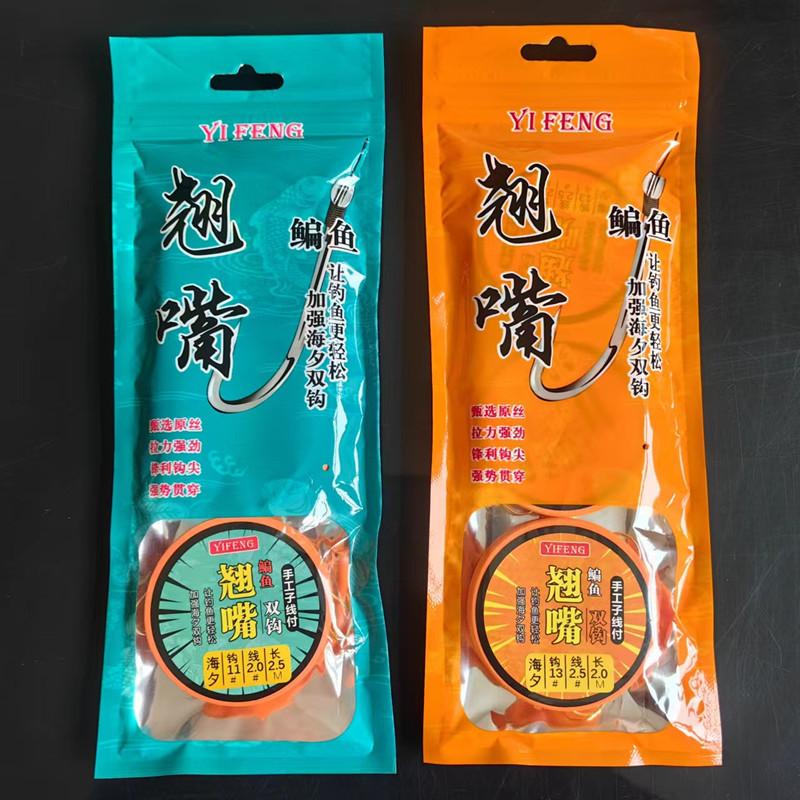 YI FENG
翘嘴
鳊鱼
让钓鱼更轻松
加强海夕双钩
甄选原丝
拉力强劲
锋利钩尖
强势贯穿
YIFENG
鳊鱼
翘嘴
双钩
手工子线付
让钓鱼更轻松
加强海夕双钩
海夕
钩 11#
线 2.0#
长 2.5M
YI FENG
翘嘴
鳊鱼
让钓鱼更轻松
加强海夕双钩
甄选原丝
拉力强劲
锋利钩尖
强势贯穿
YIFENG
鳊鱼
翘嘴
双钩
手工子线付
让钓鱼更轻松
加强海夕双钩
海夕
钩 13#
线 2.5#
长 2.0M